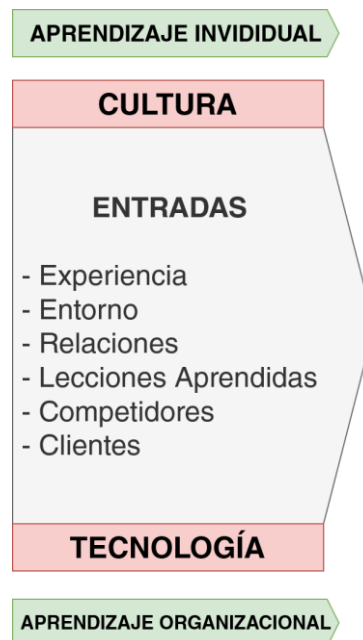 APRENDIZAJE INVIDIDUAL
CULTURA
ENTRADAS
- Experiencia
- Entorno
- Relaciones
- Lecciones Aprendidas
- Competidores
- Clientes
TECNOLOGÍA
APRENDIZAJE ORGANIZACIONAL